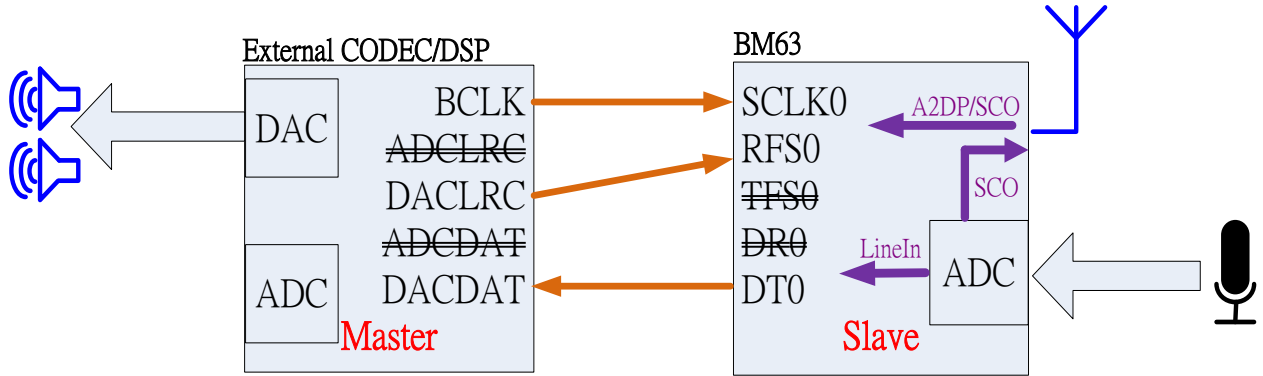 External CODEC/DSP
DAC
ADC
BCLK
ADCLRC
DACLRC
ADCDAT
DACDAT
Master
BM63
SCLK0
RFS0
TFS0
DR0
DT0
A2DP/SCO
SCO
LineIn
ADC
Slave